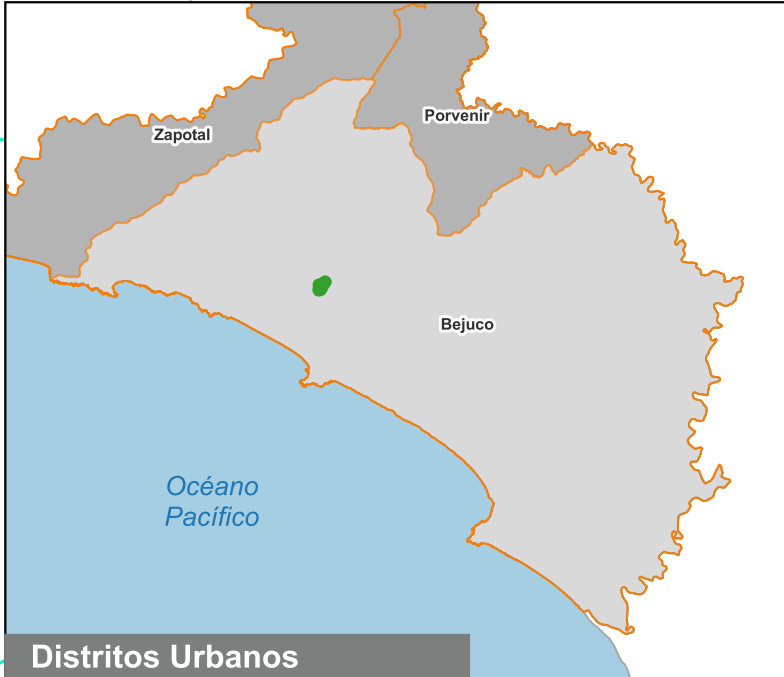 Porvenir
Zapotal
Bejuco
Océano
Pacífico
Distritos Urbanos